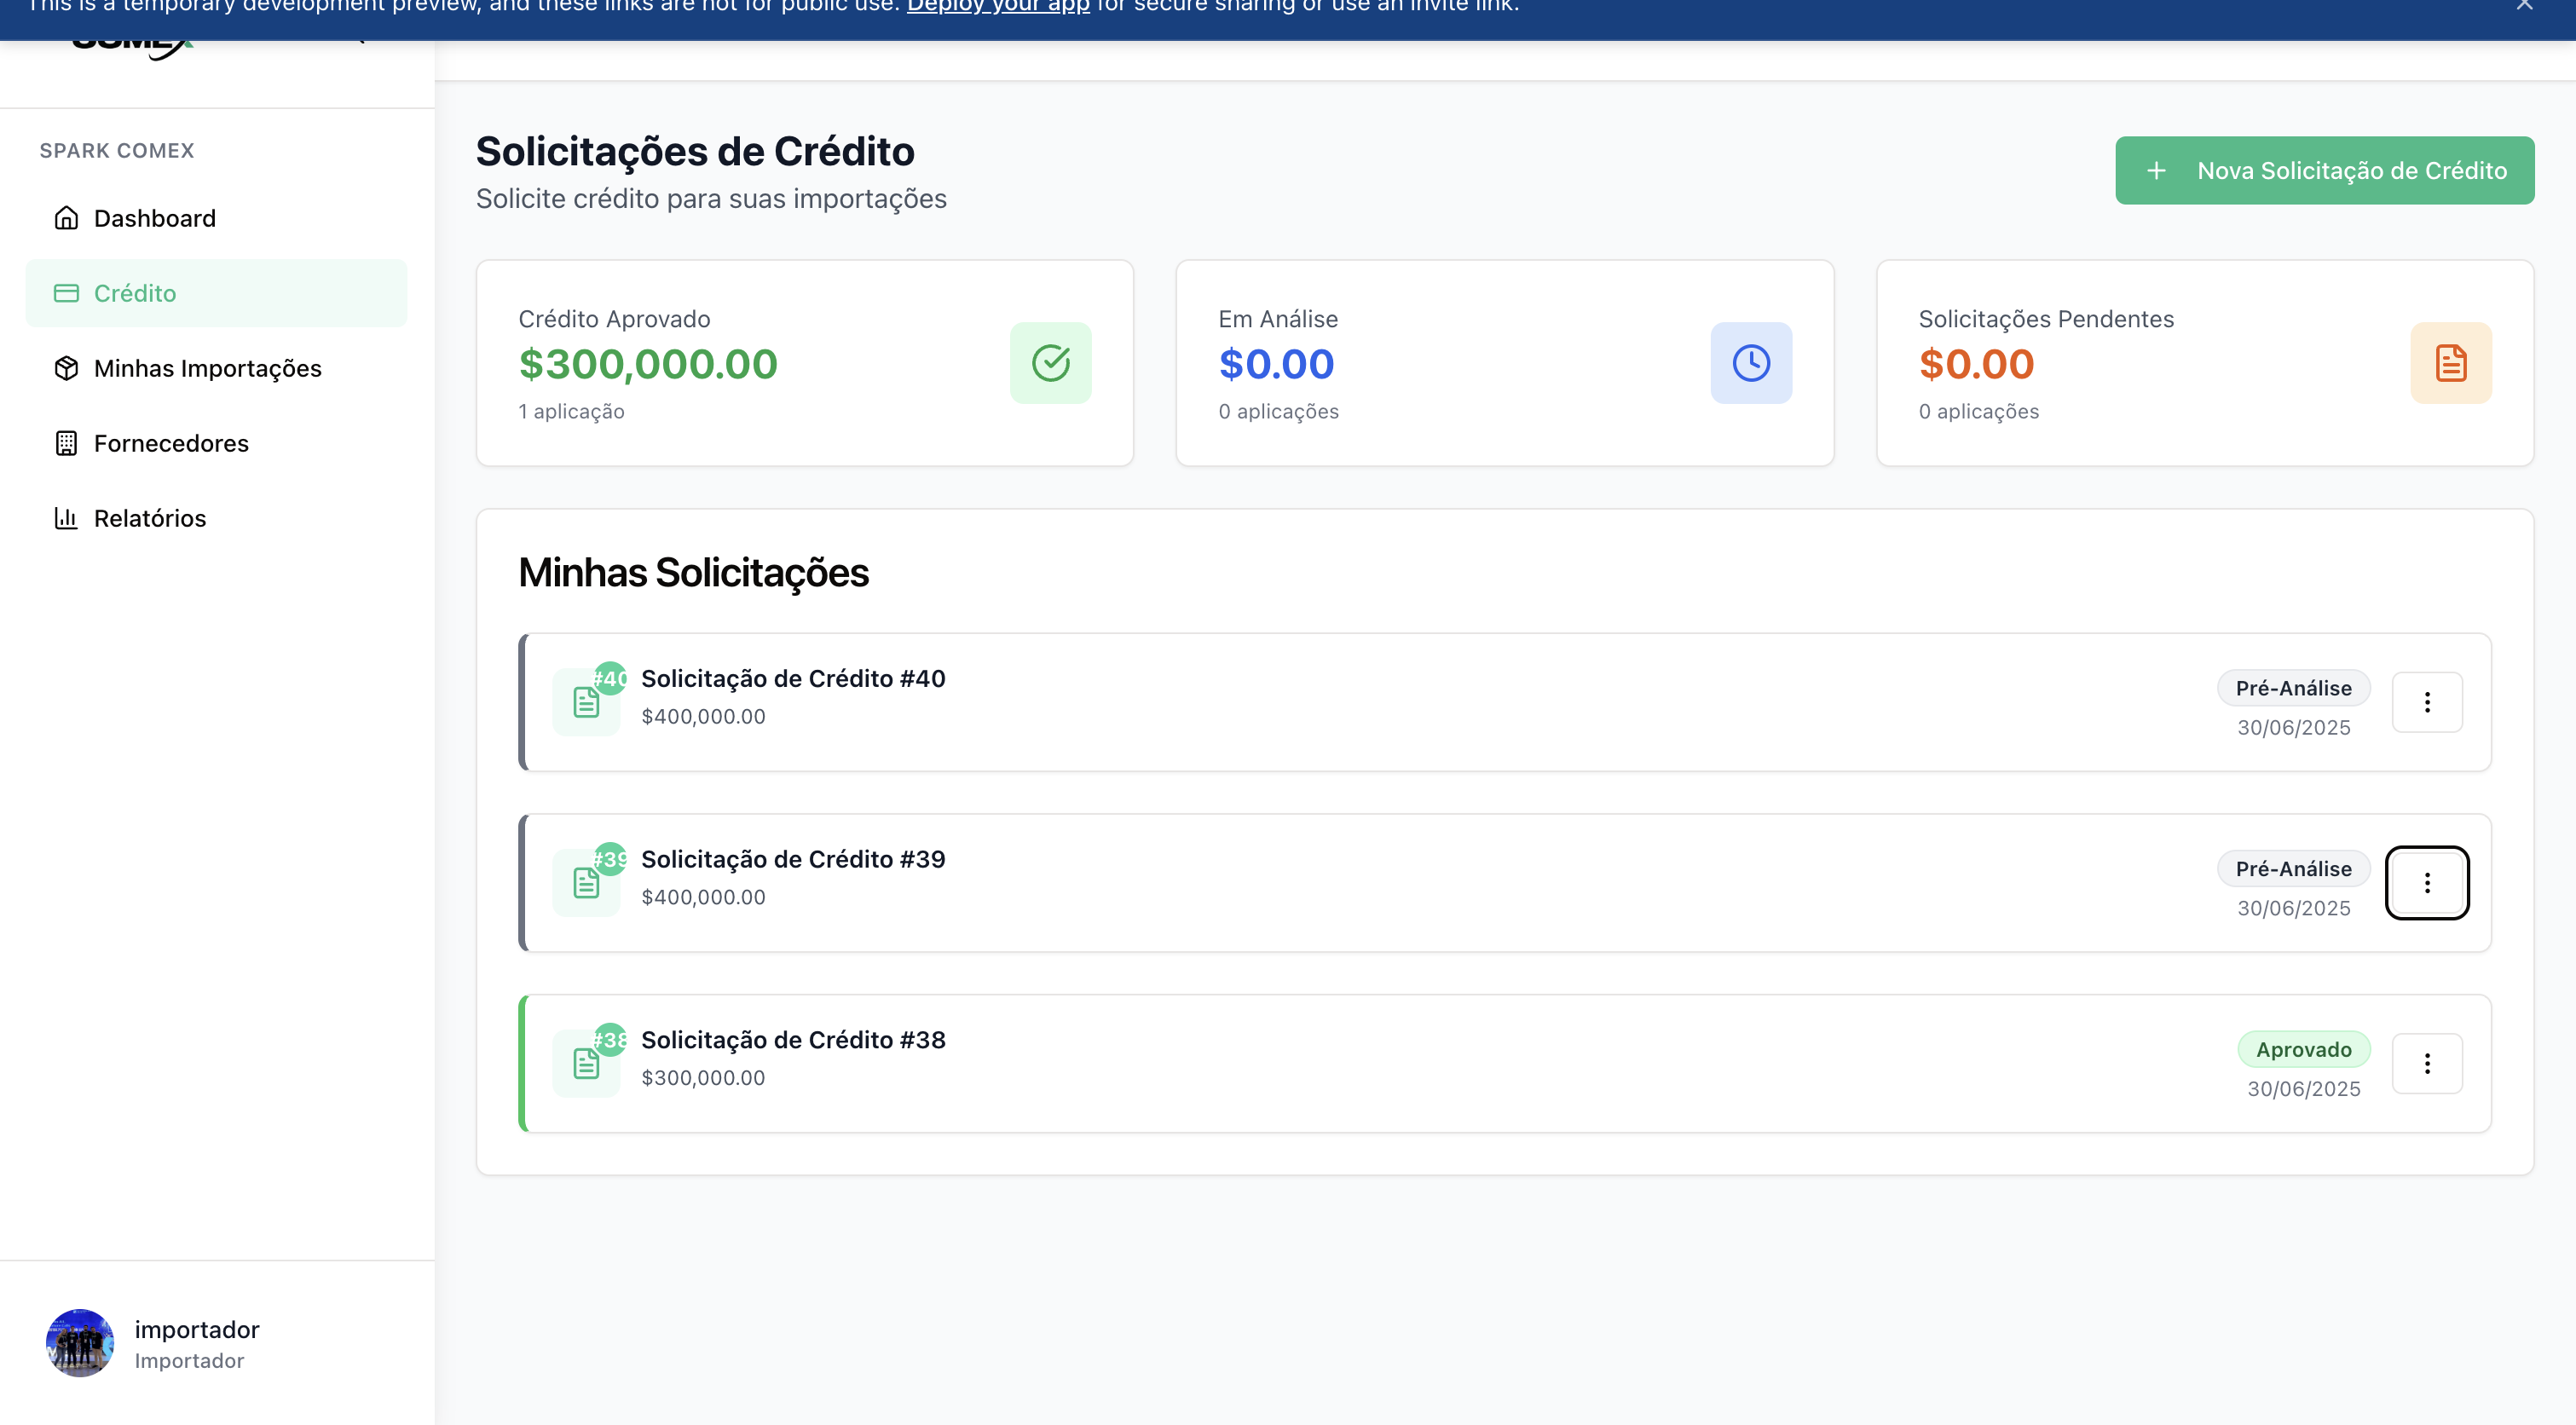 This is a temporary development preview, and these links are not for public use. Deploy your app for secure sharing or use an invite link.
COMEX
SPARK COMEX
Dashboard
Crédito
Minhas Importações
Fornecedores
Relatórios
importador
Importador
Solicitações de Crédito
Solicite crédito para suas importações
Nova Solicitação de Crédito
Crédito Aprovado
$300,000.00
1 aplicação
Em Análise
$0.00
0 aplicações
Solicitações Pendentes
$0.00
0 aplicações
Minhas Solicitações
#40
Solicitação de Crédito #40
$400,000.00
Pré-Análise
30/06/2025
#39
Solicitação de Crédito #39
$400,000.00
Pré-Análise
30/06/2025
#38
Solicitação de Crédito #38
$300,000.00
Aprovado
30/06/2025